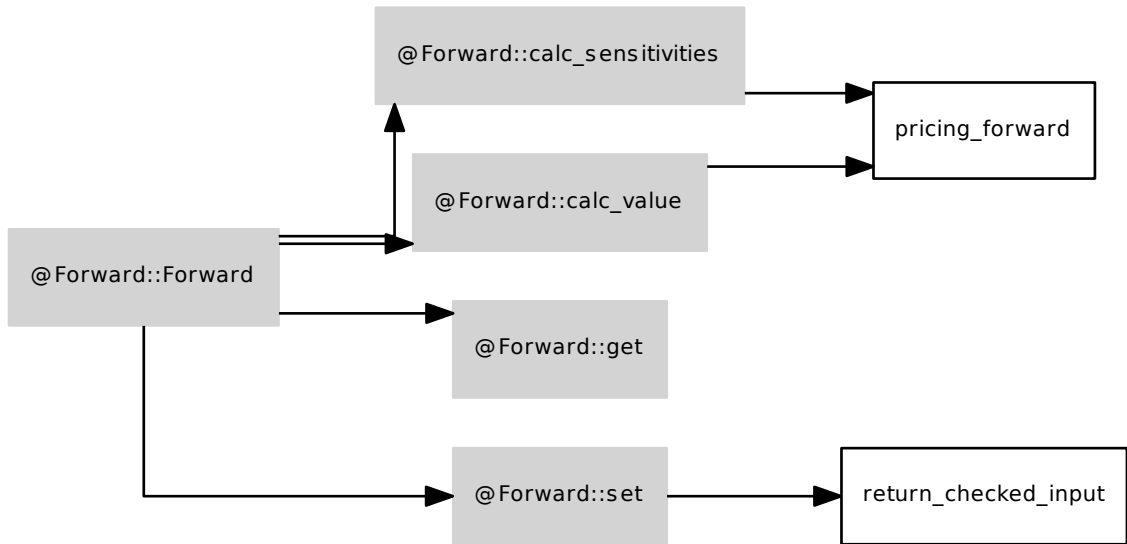 @Forward::calc_sensitivities
pricing_forward
@Forward::calc_value
@Forward::Forward
@Forward::get
@Forward::set
return_checked_input